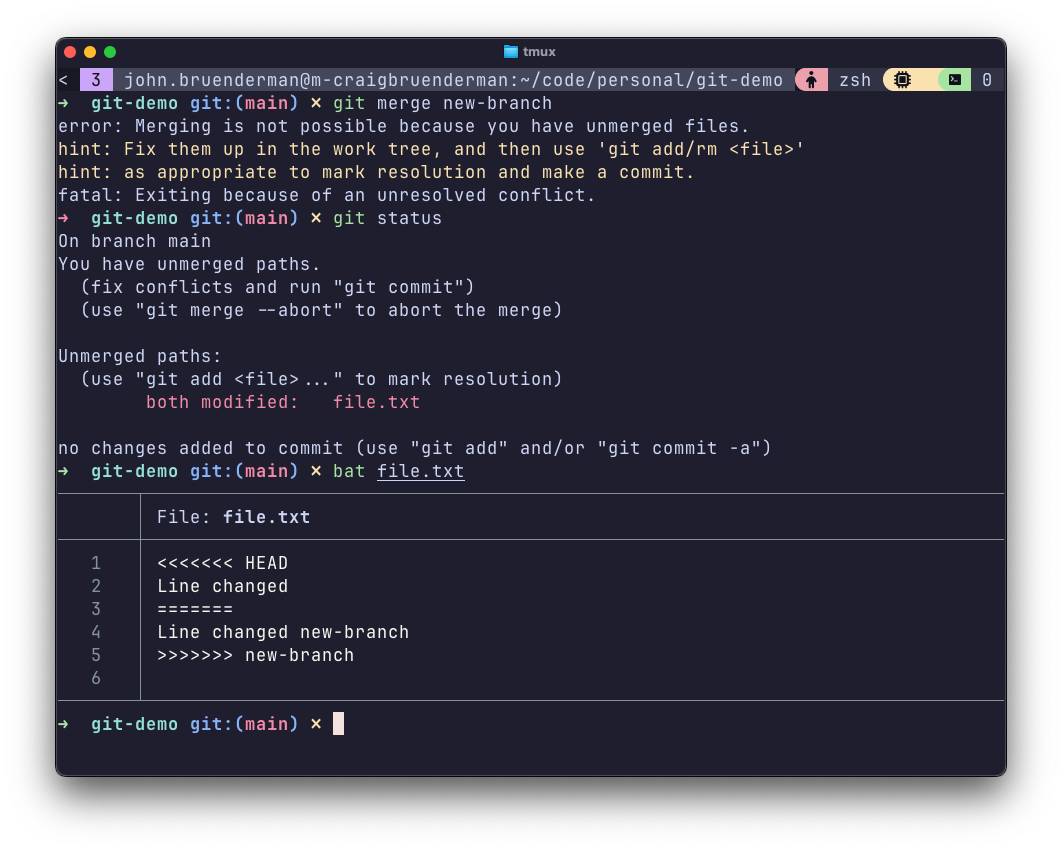 tmux
< 3 john.bruenderman@m-craigbruenderman:~/code/personal/git-demo zsh 0
→ git-demo git:(main) × git merge new-branch
error: Merging is not possible because you have unmerged files.
hint: Fix them up in the work tree, and then use 'git add/rm <file>'
hint: as appropriate to mark resolution and make a commit.
fatal: Exiting because of an unresolved conflict.
→ git-demo git:(main) × git status
On branch main
You have unmerged paths.
  (fix conflicts and run "git commit")
  (use "git merge --abort" to abort the merge)
Unmerged paths:
  (use "git add <file>..." to mark resolution)
        both modified:   file.txt
no changes added to commit (use "git add" and/or "git commit -a")
→ git-demo git:(main) × bat file.txt
File: file.txt
1 <<<<<<< HEAD
2 Line changed
3 =======
4 Line changed new-branch
5 >>>>>>> new-branch
6
→ git-demo git:(main) ×